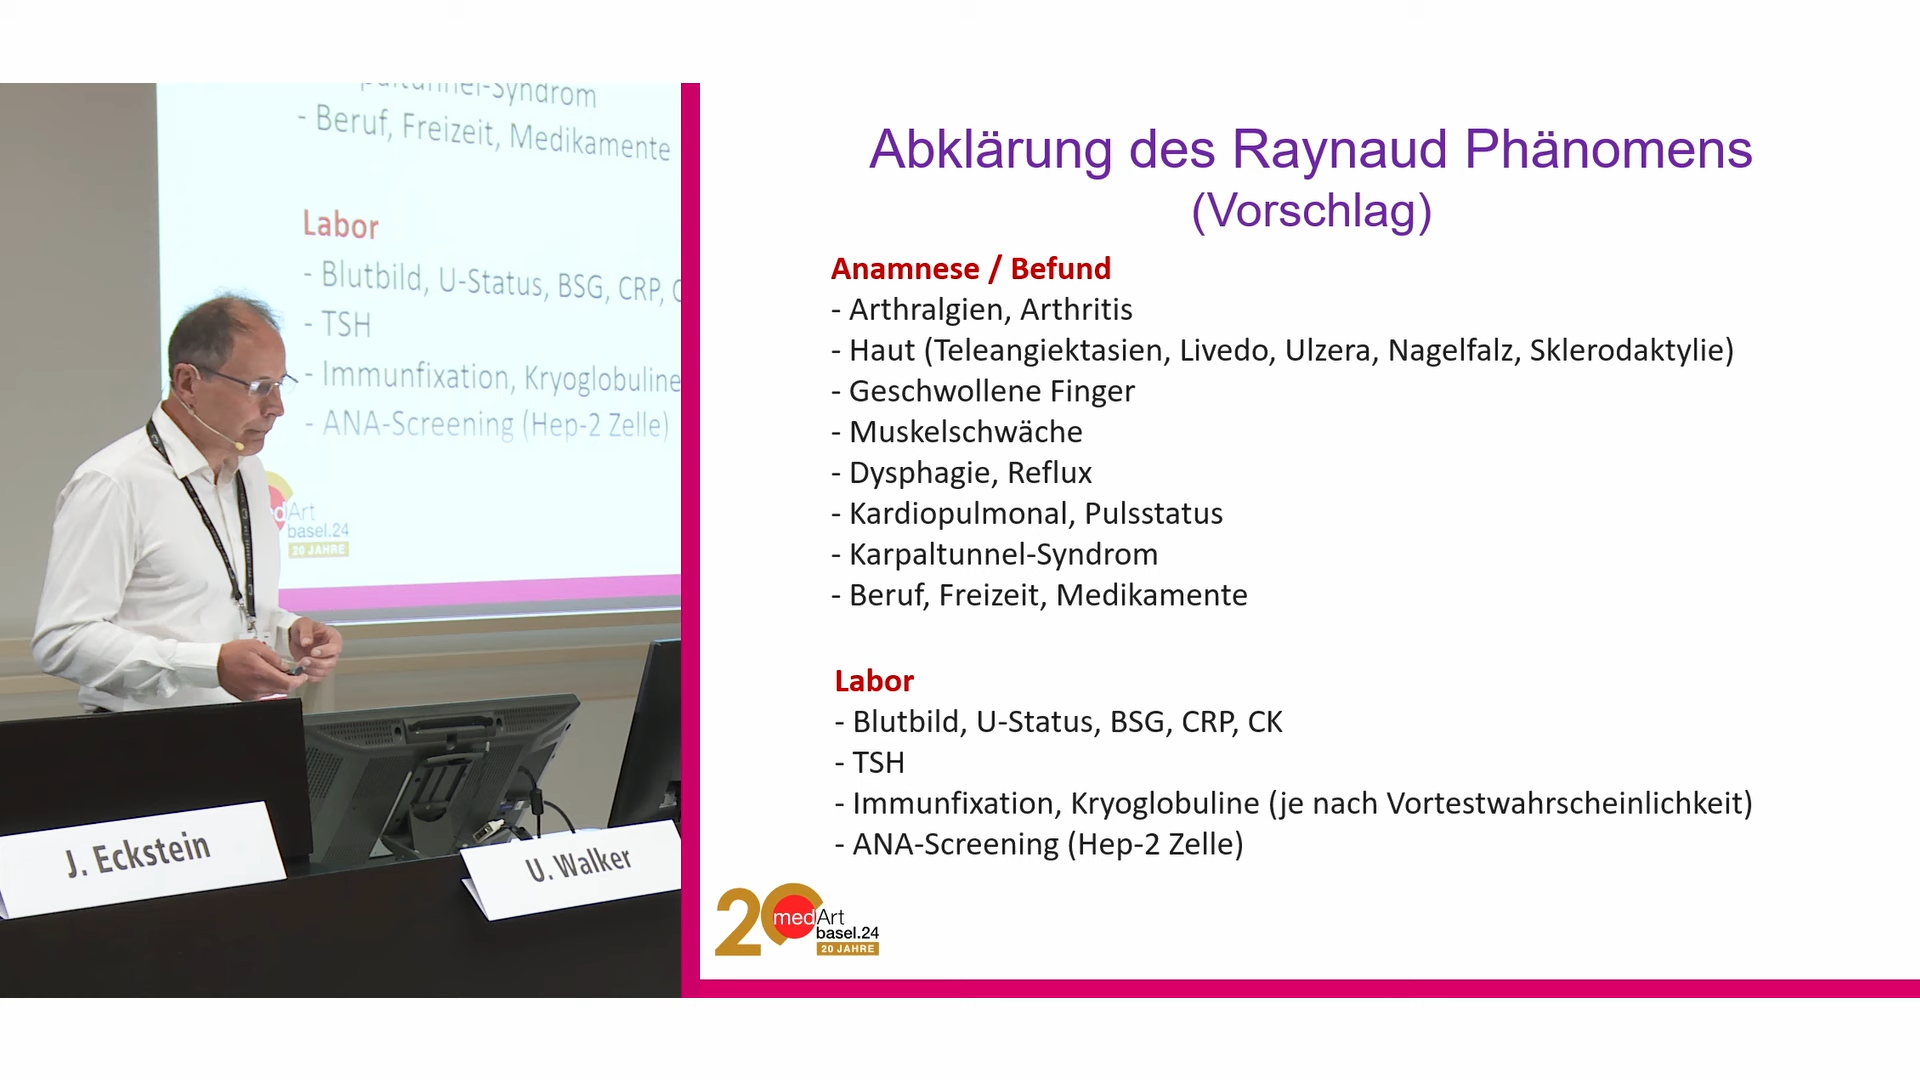 paltunnel-Syndrom
- Beruf, Freizeit, Medikamente
Labor
- Blutbild, U-Status, BSG, CRP, C
- TSH
- Immunfixation, Kryoglobuline
- ANA-Screening (Hep-2 Zelle)
dArt
basel.24
20 JAHRE
J. Eckstein
U. Walker
Abklärung des Raynaud Phänomens
(Vorschlag)
Anamnese / Befund
- Arthralgien, Arthritis
- Haut (Teleangiektasien, Livedo, Ulzera, Nagelfalz, Sklerodaktylie)
- Geschwollene Finger
- Muskelschwäche
- Dysphagie, Reflux
- Kardiopulmonal, Pulsstatus
- Karpaltunnel-Syndrom
- Beruf, Freizeit, Medikamente
Labor
- Blutbild, U-Status, BSG, CRP, CK
- TSH
- Immunfixation, Kryoglobuline (je nach Vortestwahrscheinlichkeit)
- ANA-Screening (Hep-2 Zelle)
20 medArt
basel.24
20 JAHRE